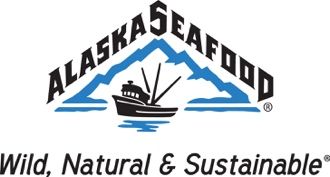 ALASKA SEAFOOD®
Wild, Natural & Sustainable®